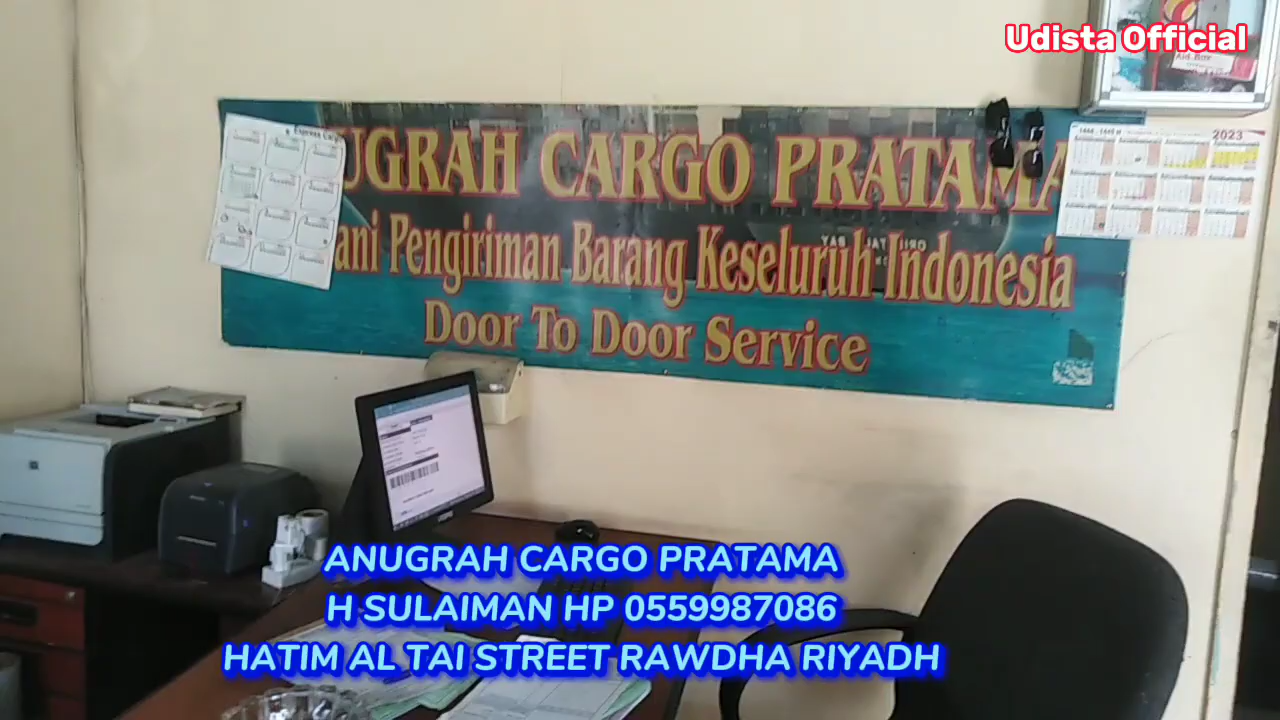 Udista Official
2023
UGRAH CARGO PRATAMA
ani Pengiriman Barang Keseluruh Indonesia
Door To Door Service
ANUGRAH CARGO PRATAMA
H SULAIMAN HP 0559987086
HATIM AL TAI STREET RAWDHA RIYADH